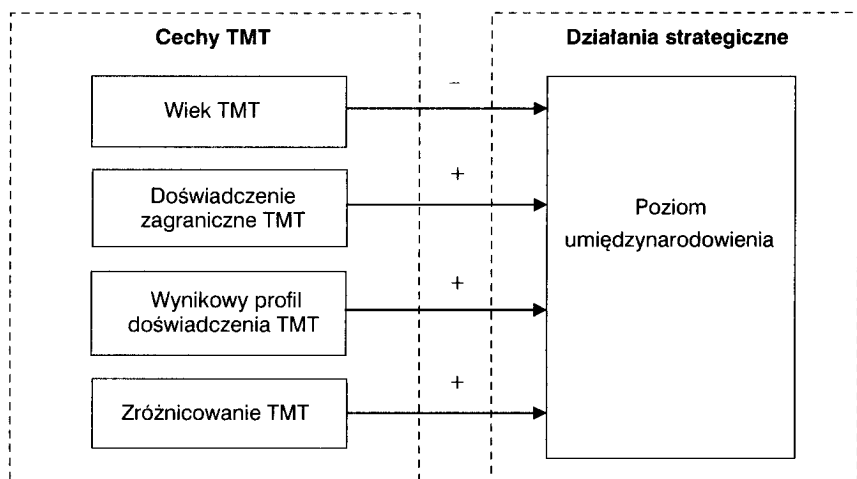 Cechy TMT
Działania strategiczne
Wiek TMT
–
Doświadczenie
zagraniczne TMT
+
Poziom
umiędzynarodowienia
Wynikowy profil
doświadczenia TMT
+
Zróżnicowanie TMT
+